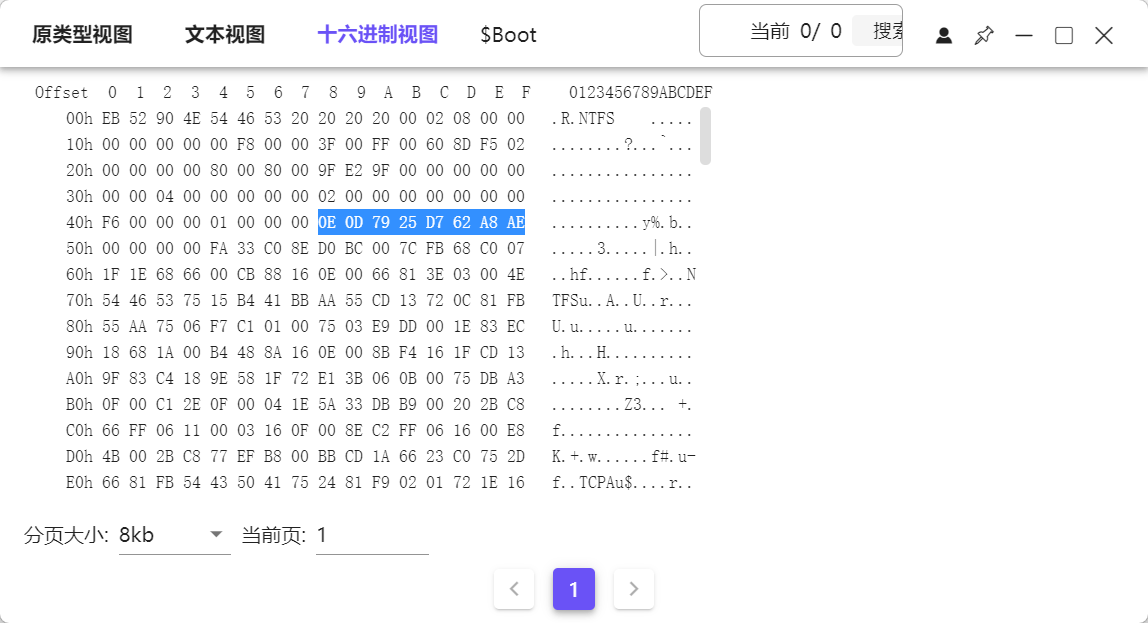 原类型视图 文本视图 十六进制视图 $Boot 当前 0/ 0 搜索
Offset 0 1 2 3 4 5 6 7 8 9 A B C D E F 0123456789ABCDEF
00h EB 52 90 4E 54 46 53 20 20 20 20 00 02 08 00 00 .R.NTFS    .....
10h 00 00 00 00 00 F8 00 00 3F 00 FF 00 60 8D F5 02 ........?...`...
20h 00 00 00 00 80 00 80 00 9F E2 9F 00 00 00 00 00 ................
30h 00 00 04 00 00 00 00 00 02 00 00 00 00 00 00 00 ................
40h F6 00 00 00 01 00 00 00 0E 0D 79 25 D7 62 A8 AE ..........y%.b..
50h 00 00 00 00 FA 33 C0 8E D0 BC 00 7C FB 68 C0 07 .....3.....|.h..
60h 1F 1E 68 66 00 CB 88 16 0E 00 66 81 3E 03 00 4E ..hf......f.>..N
70h 54 46 53 75 15 B4 41 BB AA 55 CD 13 72 0C 81 FB TFSu..A..U..r...
80h 55 AA 75 06 F7 C1 01 00 75 03 E9 DD 00 1E 83 EC U.u.....u.......
90h 18 68 1A 00 B4 48 8A 16 0E 00 8B F4 16 1F CD 13 .h...H..........
A0h 9F 83 C4 18 9E 58 1F 72 E1 3B 06 0B 00 75 DB A3 .....X.r.;...u..
B0h 0F 00 C1 2E 0F 00 04 1E 5A 33 DB B9 00 20 2B C8 ........Z3... +.
C0h 66 FF 06 11 00 03 16 0F 00 8E C2 FF 06 16 00 E8 f...............
D0h 4B 00 2B C8 77 EF B8 00 BB CD 1A 66 23 C0 75 2D K.+.w......f#.u-
E0h 66 81 FB 54 43 50 41 75 24 81 F9 02 01 72 1E 16 f..TCPAu$....r..
分页大小: 8kb 当前页: 1
1